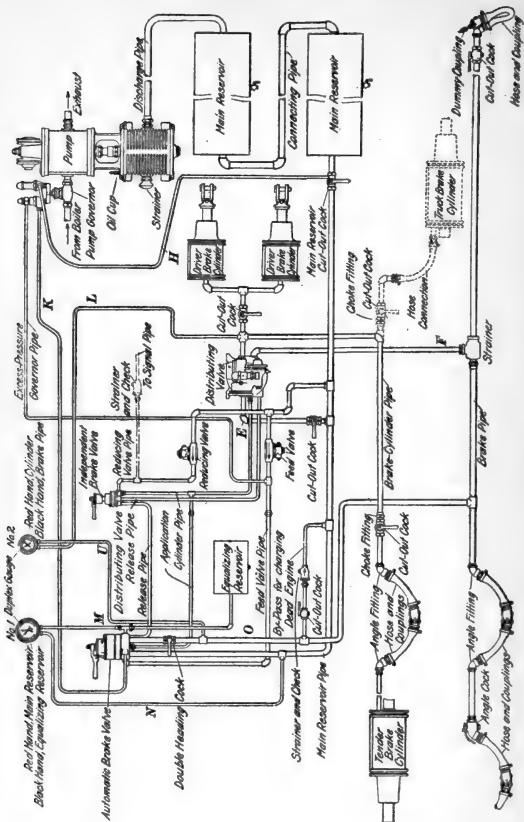 Pump
Exhaust
From Boiler
Pump Governor
Oil Cup
Strainer
Discharge Pipe
Main Reservoir
Connecting Pipe
Main Reservoir
Main Reservoir
Cut-Out Cock
Excess-Pressure
Governor Pipe
K
L
H
Driver
Brake
Cylinder
Driver
Brake
Cylinder
Cut-Out
Cock
Distributing
Valve
E
Strainer
and Check
To Signal Pipe
Independent
Brake Valve
Reducing
Valve Pipe
Reducing Valve
Feed Valve
Cut-Out Cock
Distributing Valve
Release Pipe
Release Pipe
Application
Cylinder Pipe
Equalizing
Reservoir
Feed Valve Pipe
By-Pass for Charging
Dead Engine
Cut-Out Cock
Strainer and Check
Main Reservoir Pipe
No.1 Duplex Gauge No.2
Red Hand, Cylinder
Black Hand, Brake Pipe
Red Hand, Main Reservoir
Black Hand, Equalizing Reservoir
Automatic Brake Valve
Double Heading
Cock
M
U
N
O
F
Choke Fitting
Cut-Out Cock
Hose
Connection
Truck Brake
Cylinder
Dummy Coupling
Cut-Out Cock
Hose and Coupling
Strainer
Brake-Cylinder Pipe
Brake Pipe
Choke Fitting
Cut-Out Cock
Angle Fitting
Hose and
Couplings
Tender
Brake
Cylinder
Angle Fitting
Angle Cock
Hose and Couplings